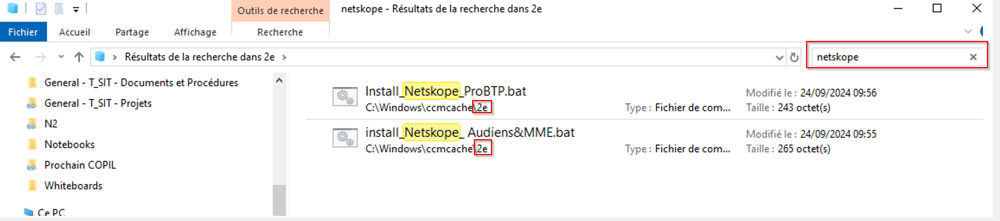 Outils de recherche
netskope - Résultats de la recherche dans 2e
Fichier Accueil Partage Affichage Recherche
Résultats de la recherche dans 2e
netskope
General - T_SIT - Documents et Procédures
General - T_SIT - Projets
N2
Notebooks
Prochain COPIL
Whiteboards
Ce PC
Install_Netskope_ProBTP.bat
C:\Windows\ccmcache\2e
Type : Fichier de com...
Modifié le : 24/09/2024 09:56
Taille : 243 octet(s)
install_Netskope_ Audiens&MME.bat
C:\Windows\ccmcache\2e
Type : Fichier de com...
Modifié le : 24/09/2024 09:55
Taille : 265 octet(s)